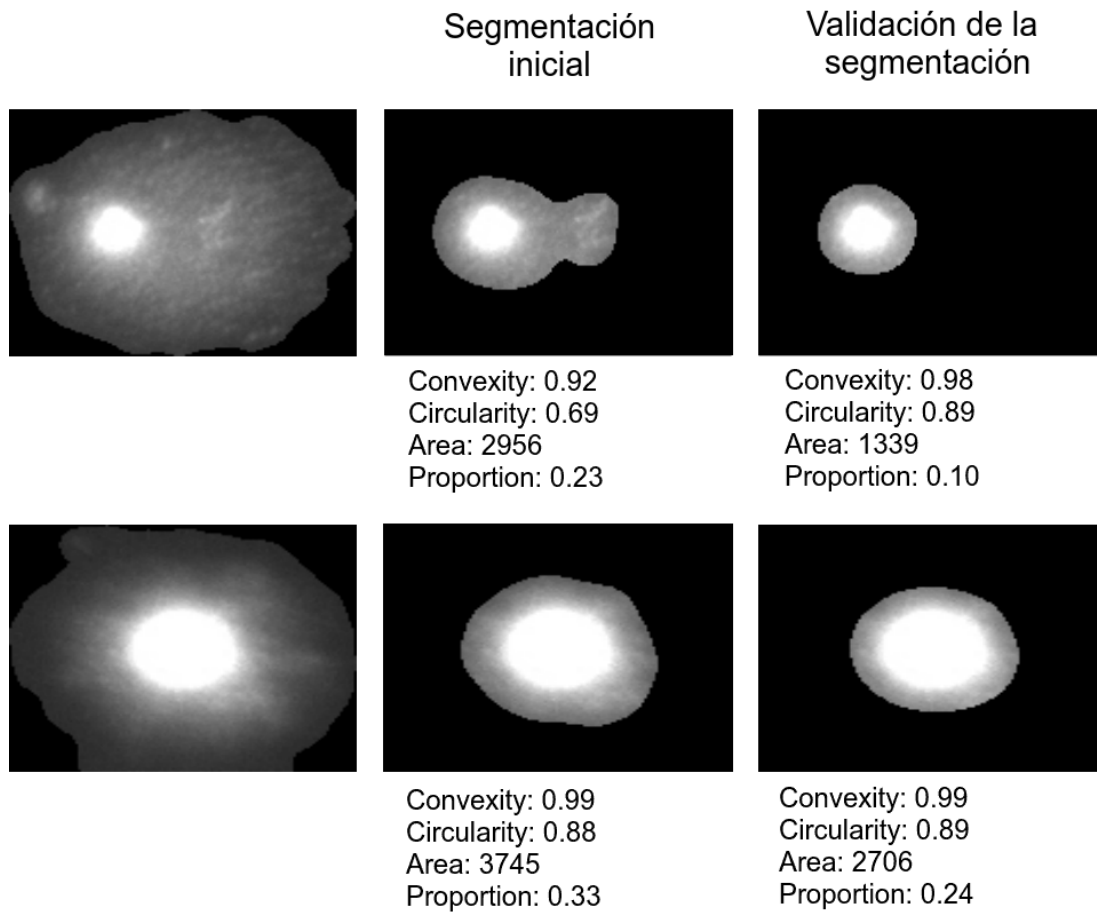 Segmentación
inicial
Validación de la
segmentación
Convexity: 0.92
Circularity: 0.69
Area: 2956
Proportion: 0.23
Convexity: 0.98
Circularity: 0.89
Area: 1339
Proportion: 0.10
Convexity: 0.99
Circularity: 0.88
Area: 3745
Proportion: 0.33
Convexity: 0.99
Circularity: 0.89
Area: 2706
Proportion: 0.24